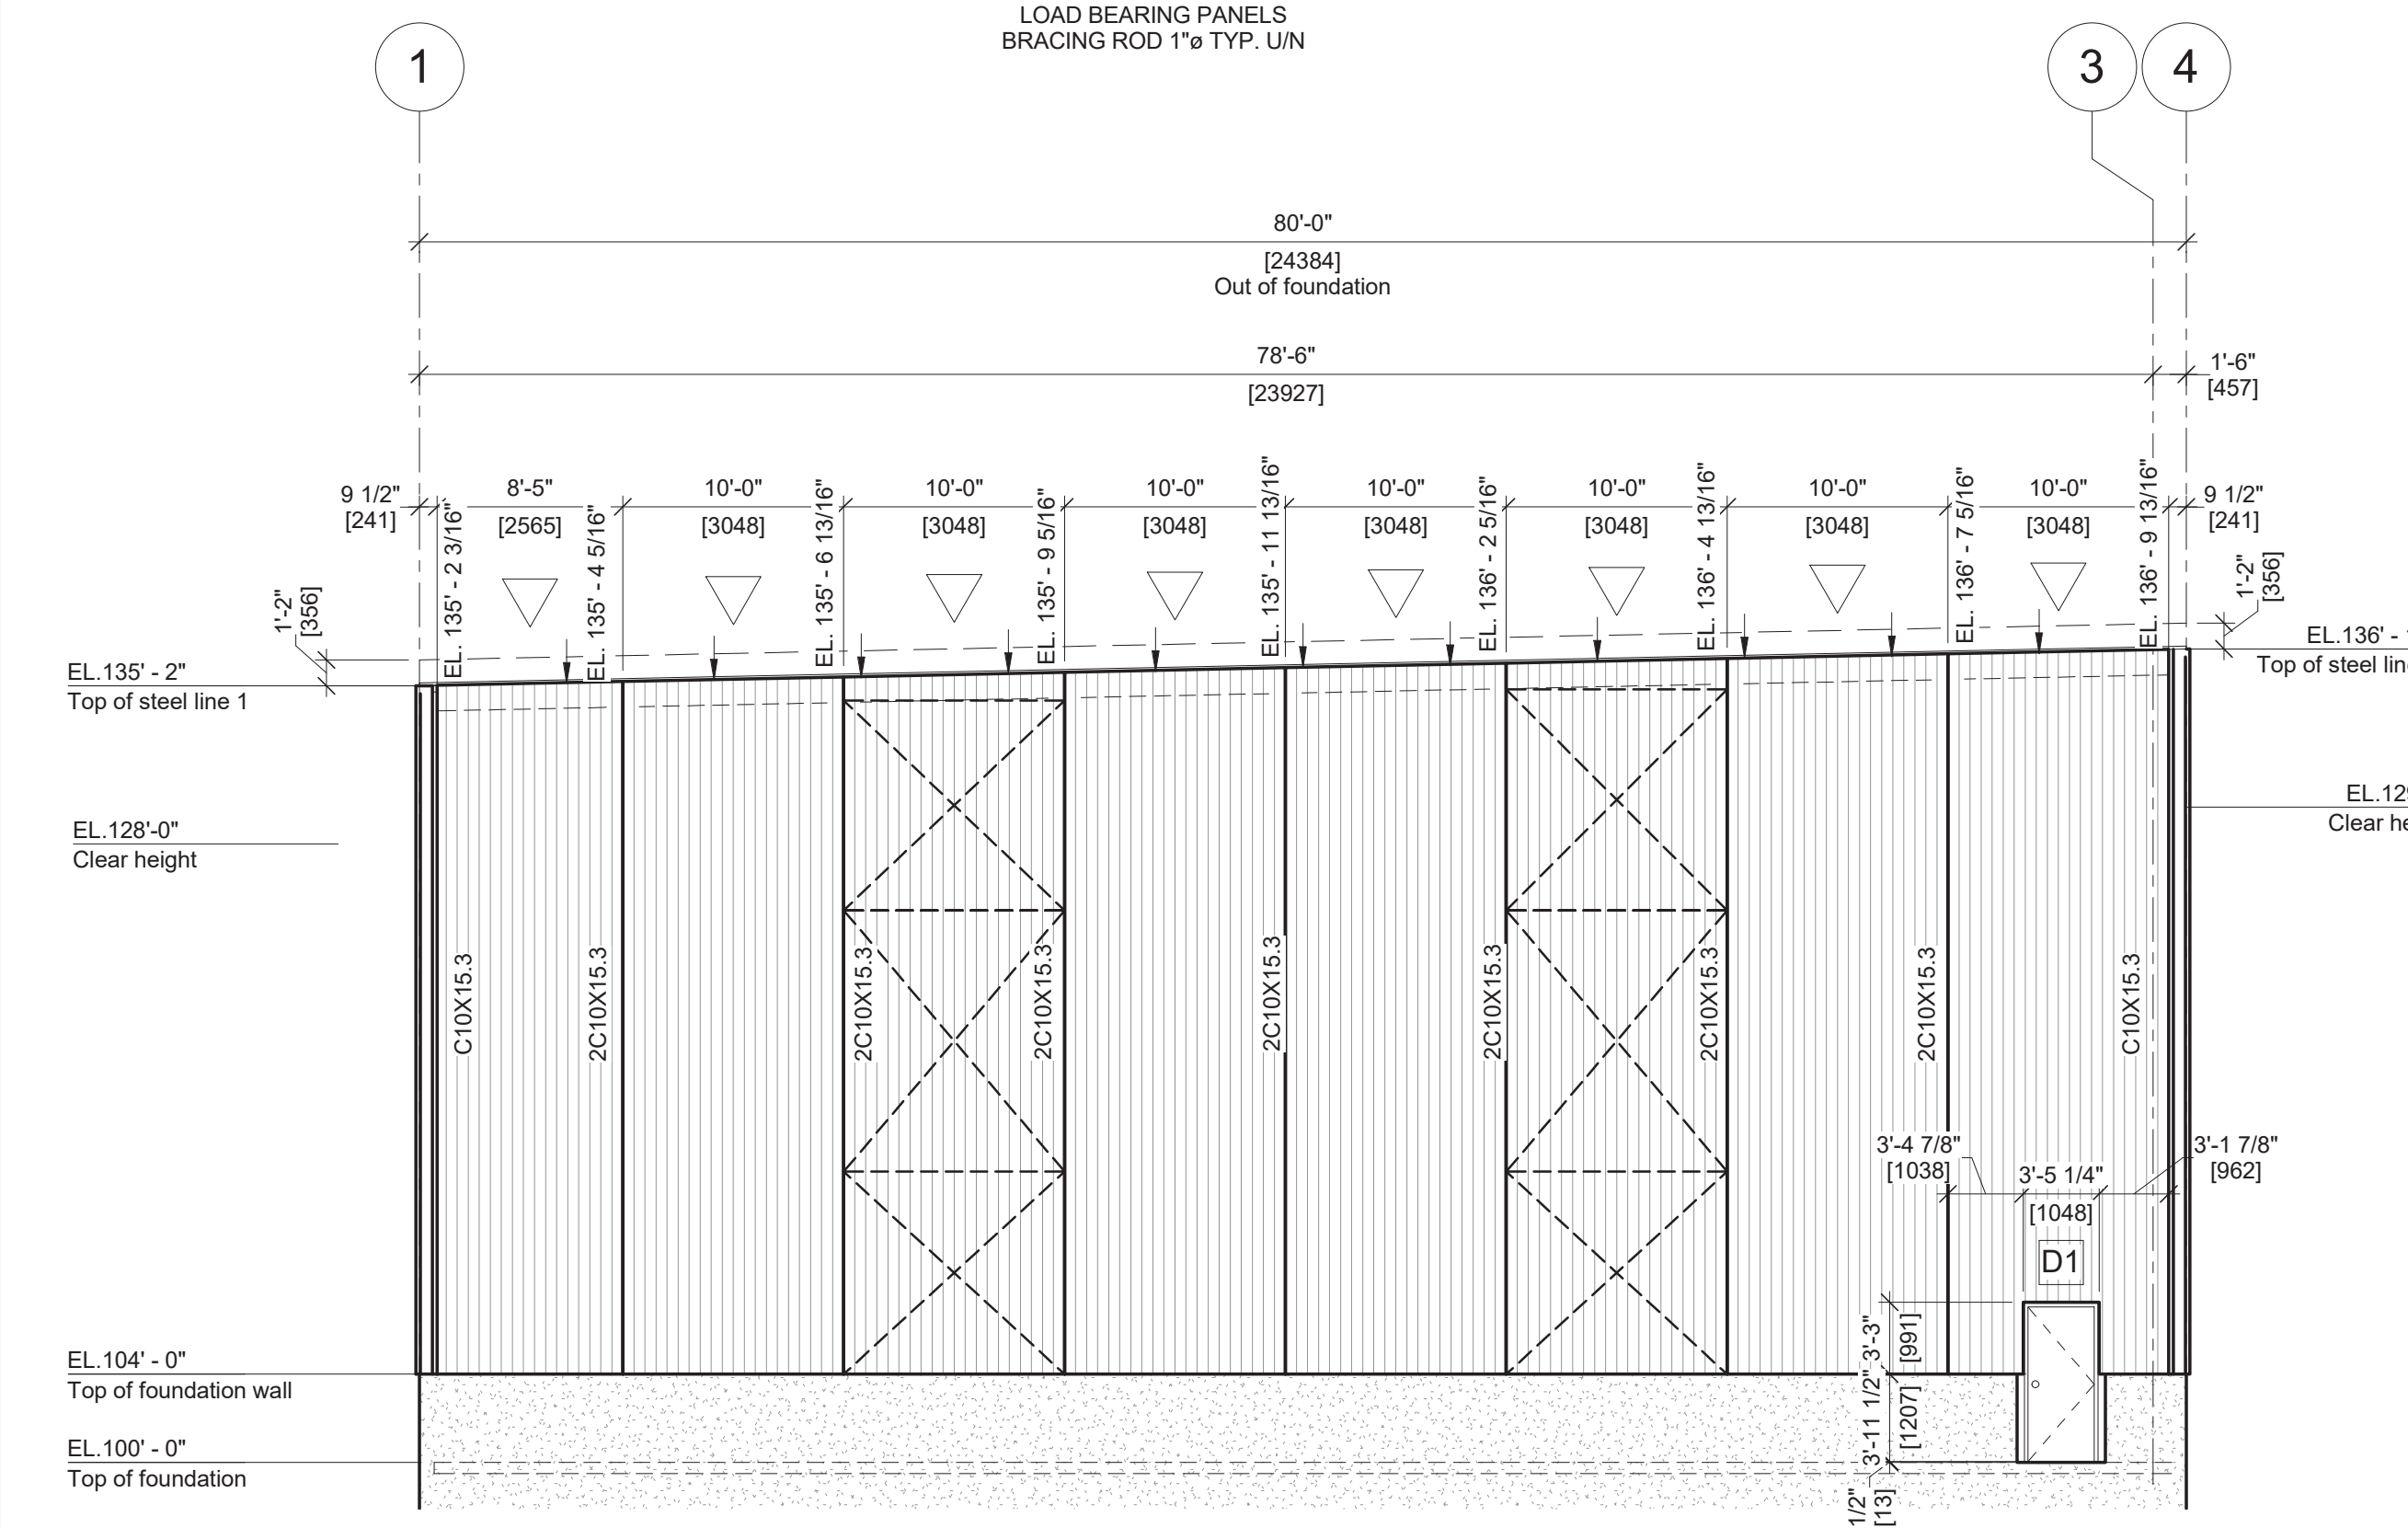 LOAD BEARING PANELS
BRACING ROD 1"ø TYP. U/N
1
3
4
80'-0"
[24384]
Out of foundation
78'-6"
[23927]
1'-6"
[457]
9 1/2"
[241]
8'-5"
[2565]
10'-0"
[3048]
10'-0"
[3048]
10'-0"
[3048]
10'-0"
[3048]
10'-0"
[3048]
10'-0"
[3048]
10'-0"
[3048]
9 1/2"
[241]
EL. 135' - 2 3/16"
EL. 135' - 4 5/16"
EL. 135' - 6 13/16"
EL. 135' - 9 5/16"
EL. 135' - 11 13/16"
EL. 136' - 2 5/16"
EL. 136' - 4 13/16"
EL. 136' - 7 5/16"
EL. 136' - 9 13/16"
1'-2"
[356]
1'-2"
[356]
EL.135' - 2"
Top of steel line 1
EL.136' -
Top of steel
EL.128'-0"
Clear height
Clear
C10X15.3
2C10X15.3
2C10X15.3
2C10X15.3
2C10X15.3
2C10X15.3
2C10X15.3
2C10X15.3
C10X15.3
3'-4 7/8"
[1038]
3'-5 1/4"
[1048]
3'-1 7/8"
[962]
D1
3'-3"
[991]
3'-11 1/2"
[1207]
1/2"
[13]
EL.104' - 0"
Top of foundation wall
EL.100' - 0"
Top of foundation